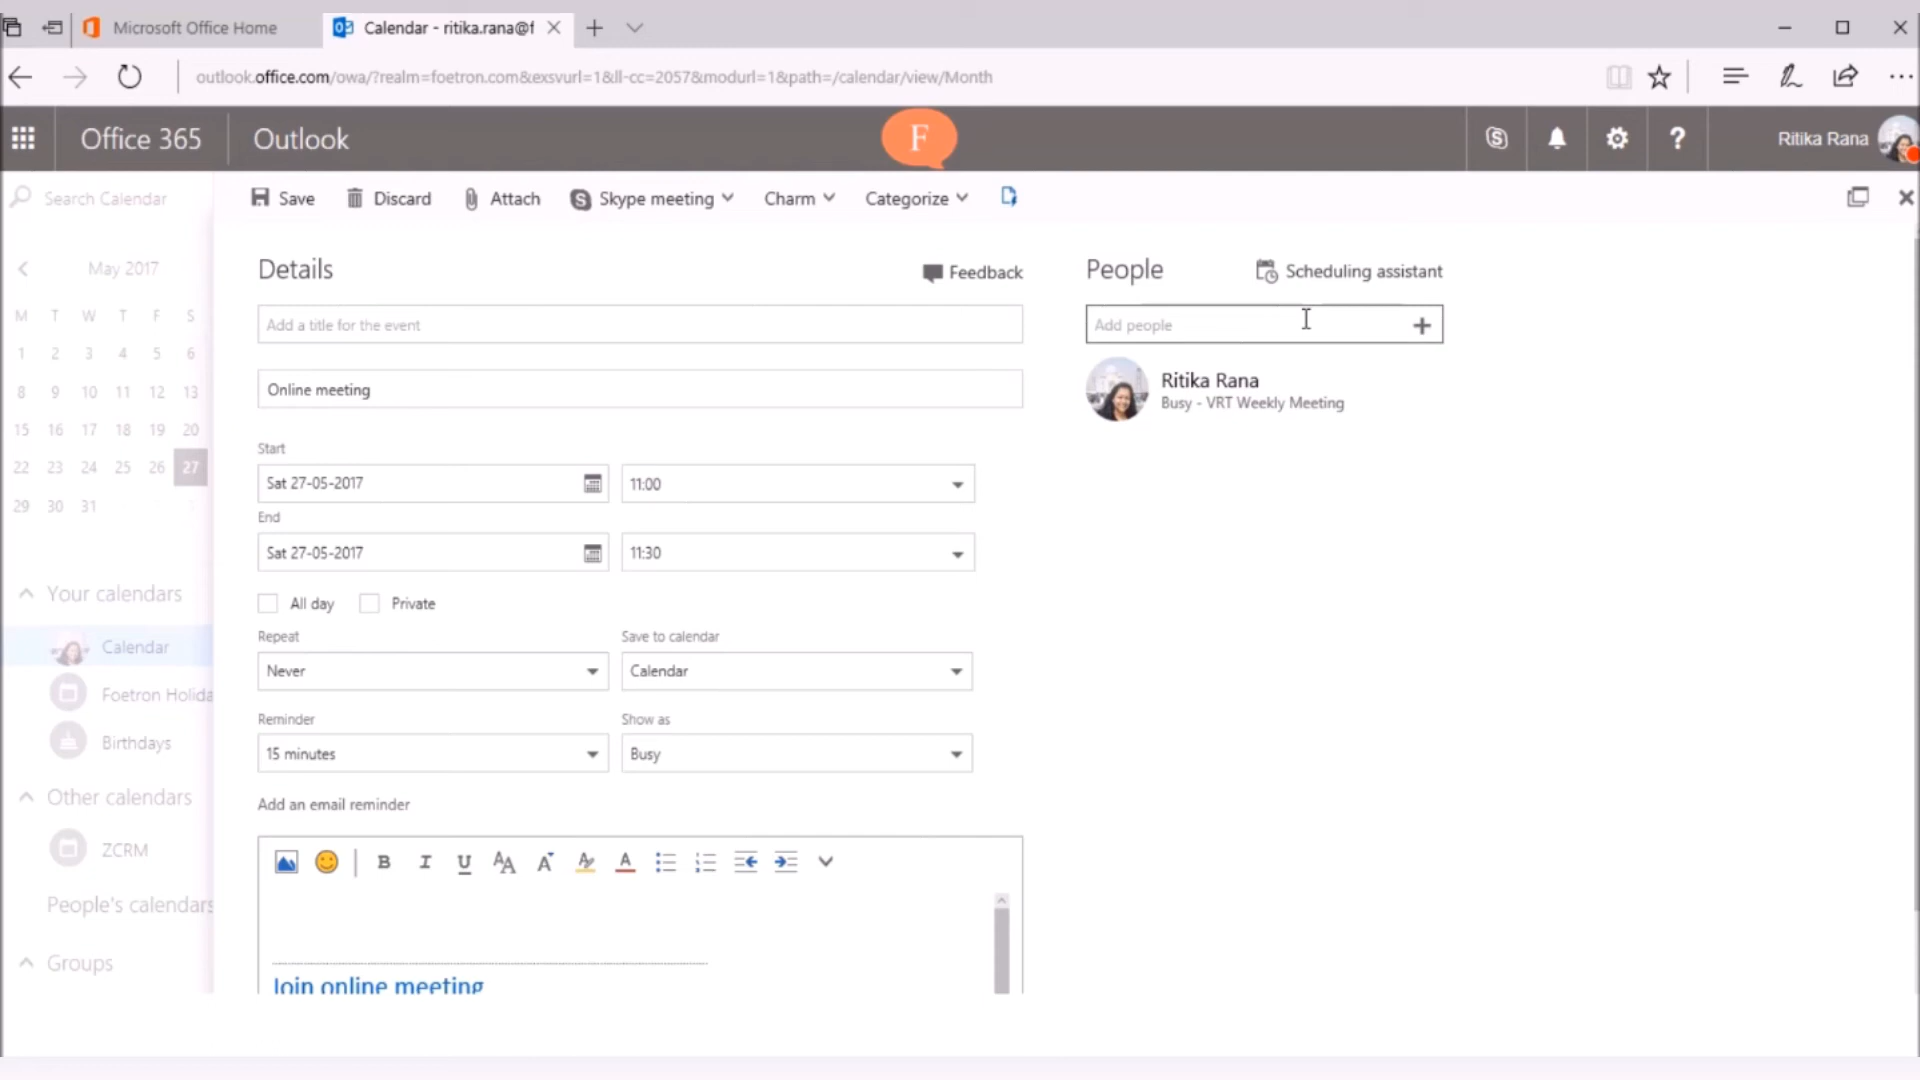 Microsoft Office Home
Calendar - ritika.rana@f
outlook.office.com/owa/?realm=foetron.com&exsvurl=1&ll-cc=2057&modurl=1&path=/calendar/view/Month
Office 365
Outlook
F
Ritika Rana
Search Calendar
Save
Discard
Attach
Skype meeting
Charm
Categorize
May 2017
M T W T F S
1 2 3 4 5 6
8 9 10 11 12 13
15 16 17 18 19 20
22 23 24 25 26 27
29 30 31
Your calendars
Calendar
Foetron Holida
Birthdays
Other calendars
ZCRM
People's calendars
Groups
Details
Feedback
Add a title for the event
Online meeting
Start
Sat 27-05-2017
11:00
End
Sat 27-05-2017
11:30
All day
Private
Repeat
Save to calendar
Never
Calendar
Reminder
Show as
15 minutes
Busy
Add an email reminder
Join online meeting
People
Scheduling assistant
Add people
Ritika Rana
Busy - VRT Weekly Meeting